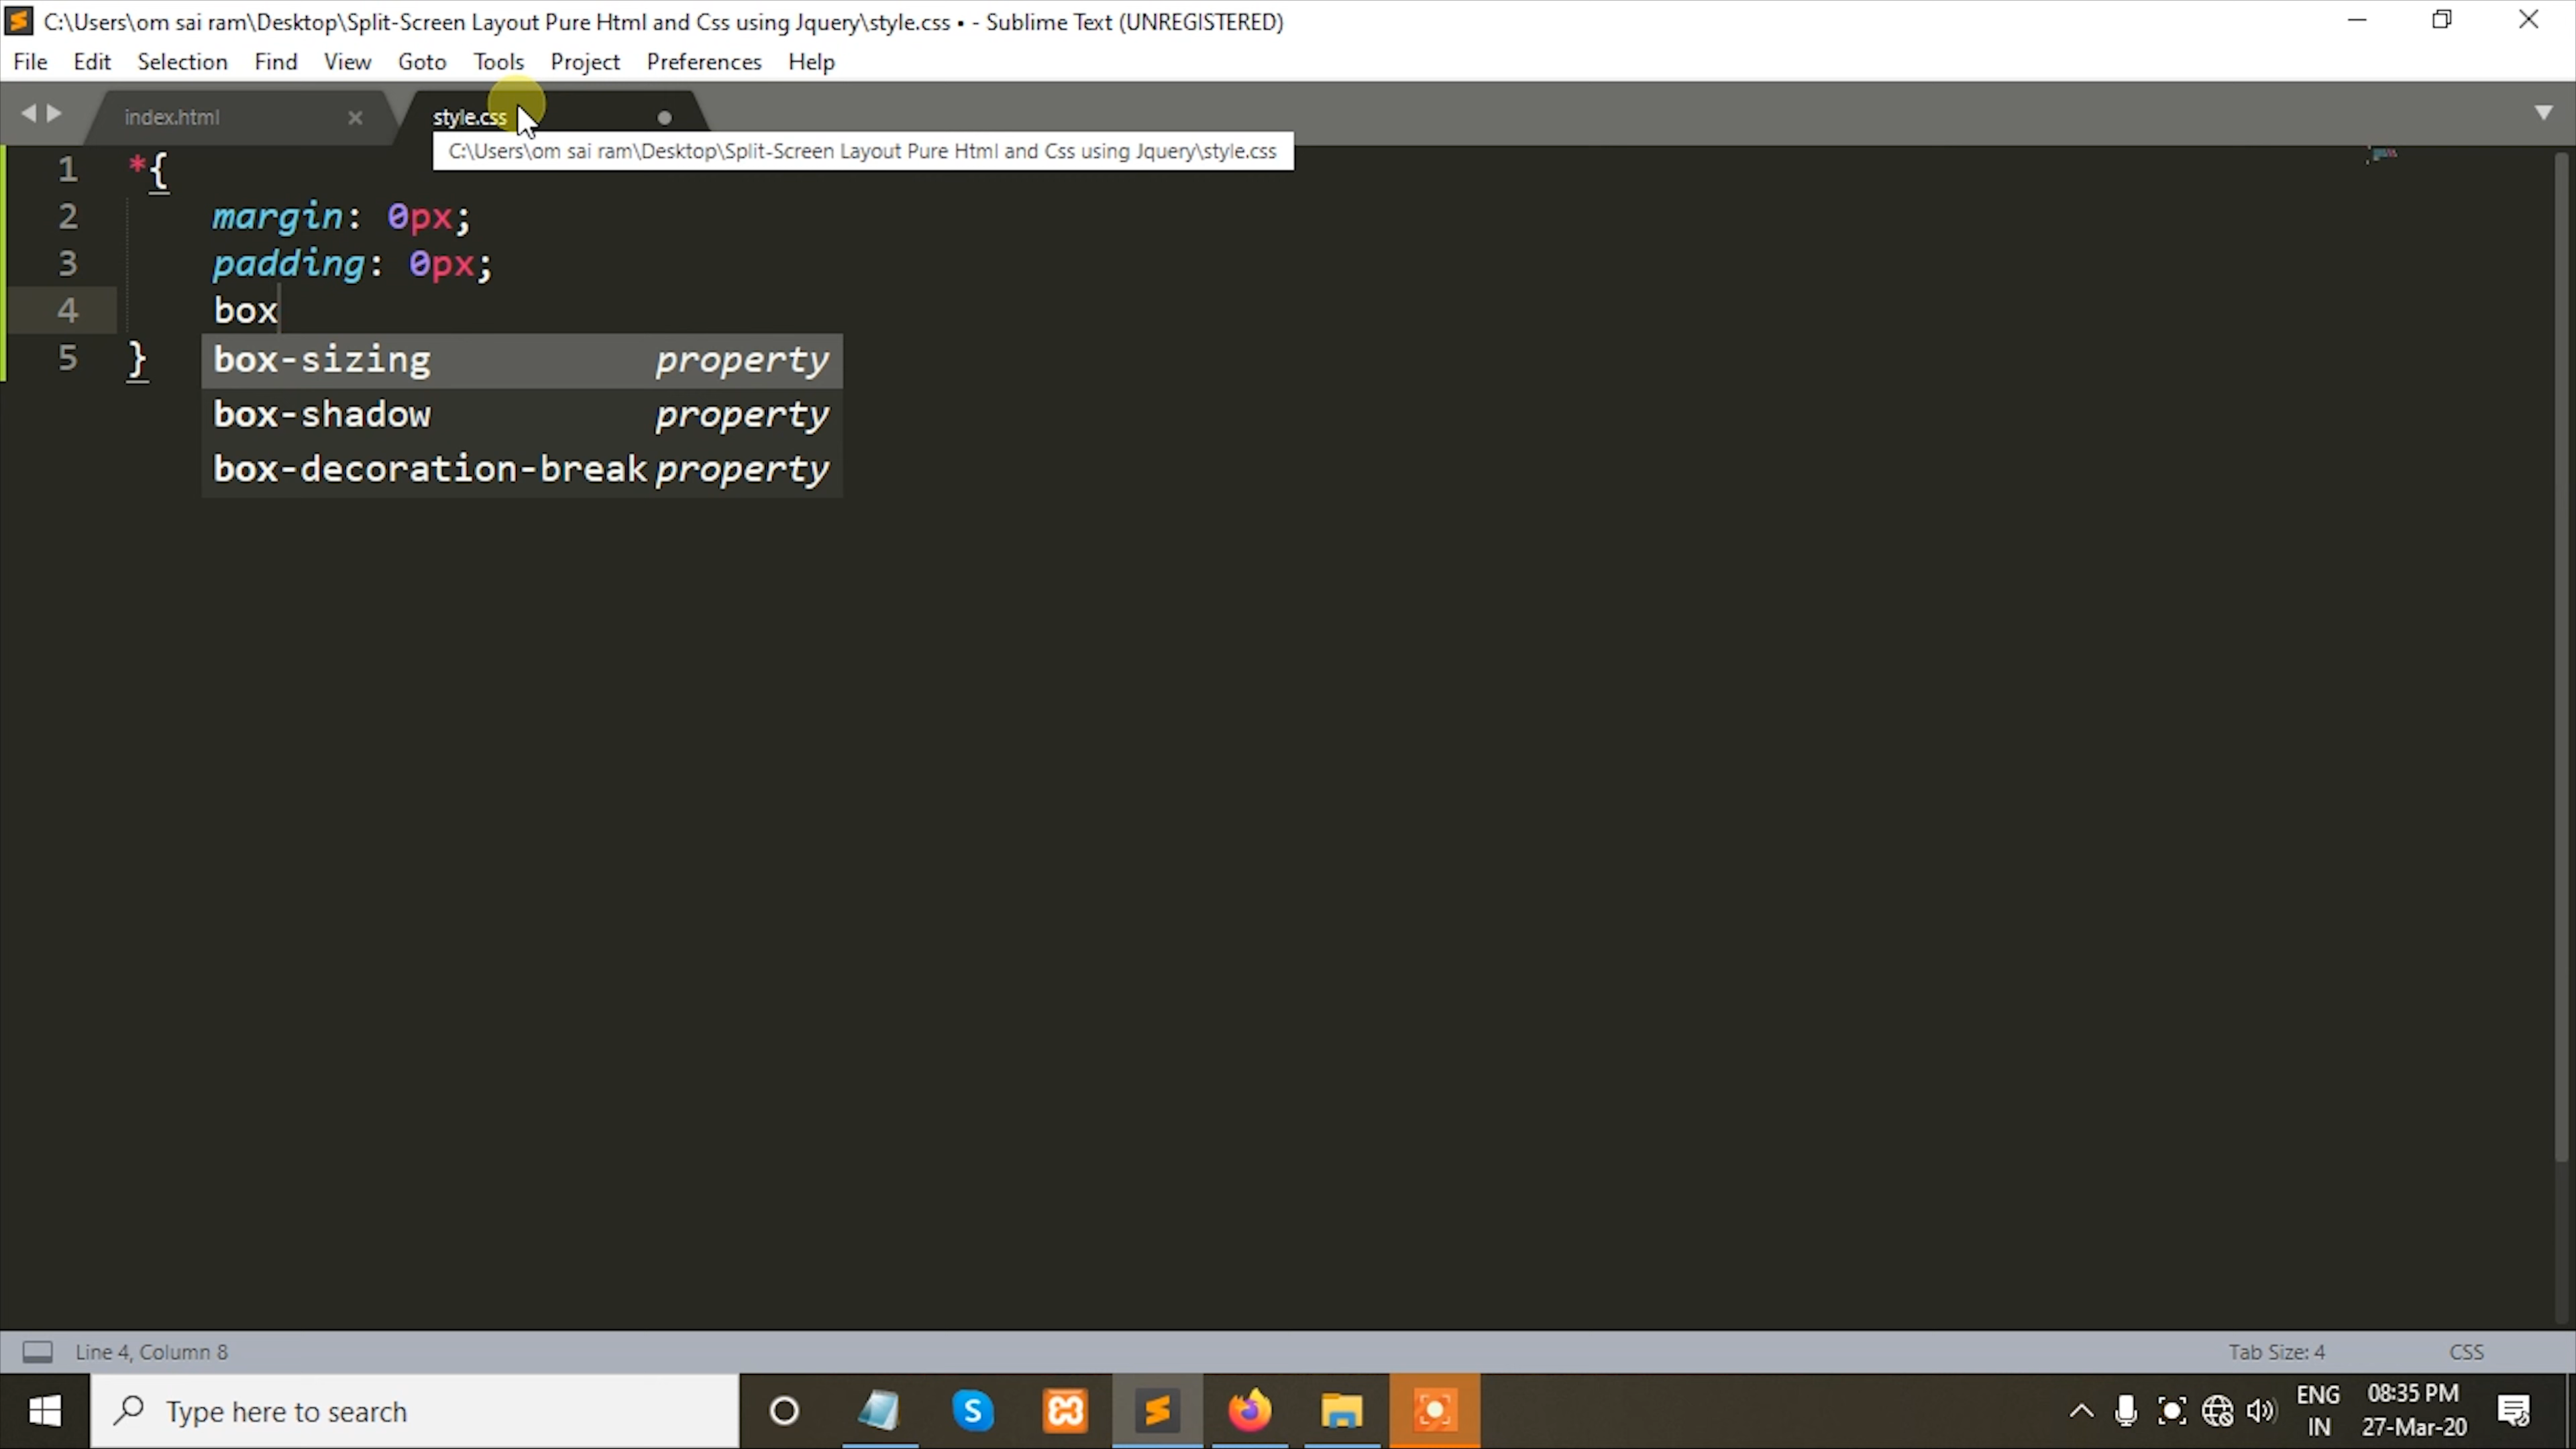 C:\Users\om sai ram\Desktop\Split-Screen Layout Pure Html and Css using Jquery\style.css • - Sublime Text (UNREGISTERED)
File Edit Selection Find View Goto Tools Project Preferences Help
index.html style.css
C:\Users\om sai ram\Desktop\Split-Screen Layout Pure Html and Css using Jquery\style.css
1 *{
2 margin: 0px;
3 padding: 0px;
4 box
5 }
box-sizing property
box-shadow property
box-decoration-break property
Line 4, Column 8 Tab Size: 4 CSS
Type here to search
ENG 08:35 PM
IN 27-Mar-20